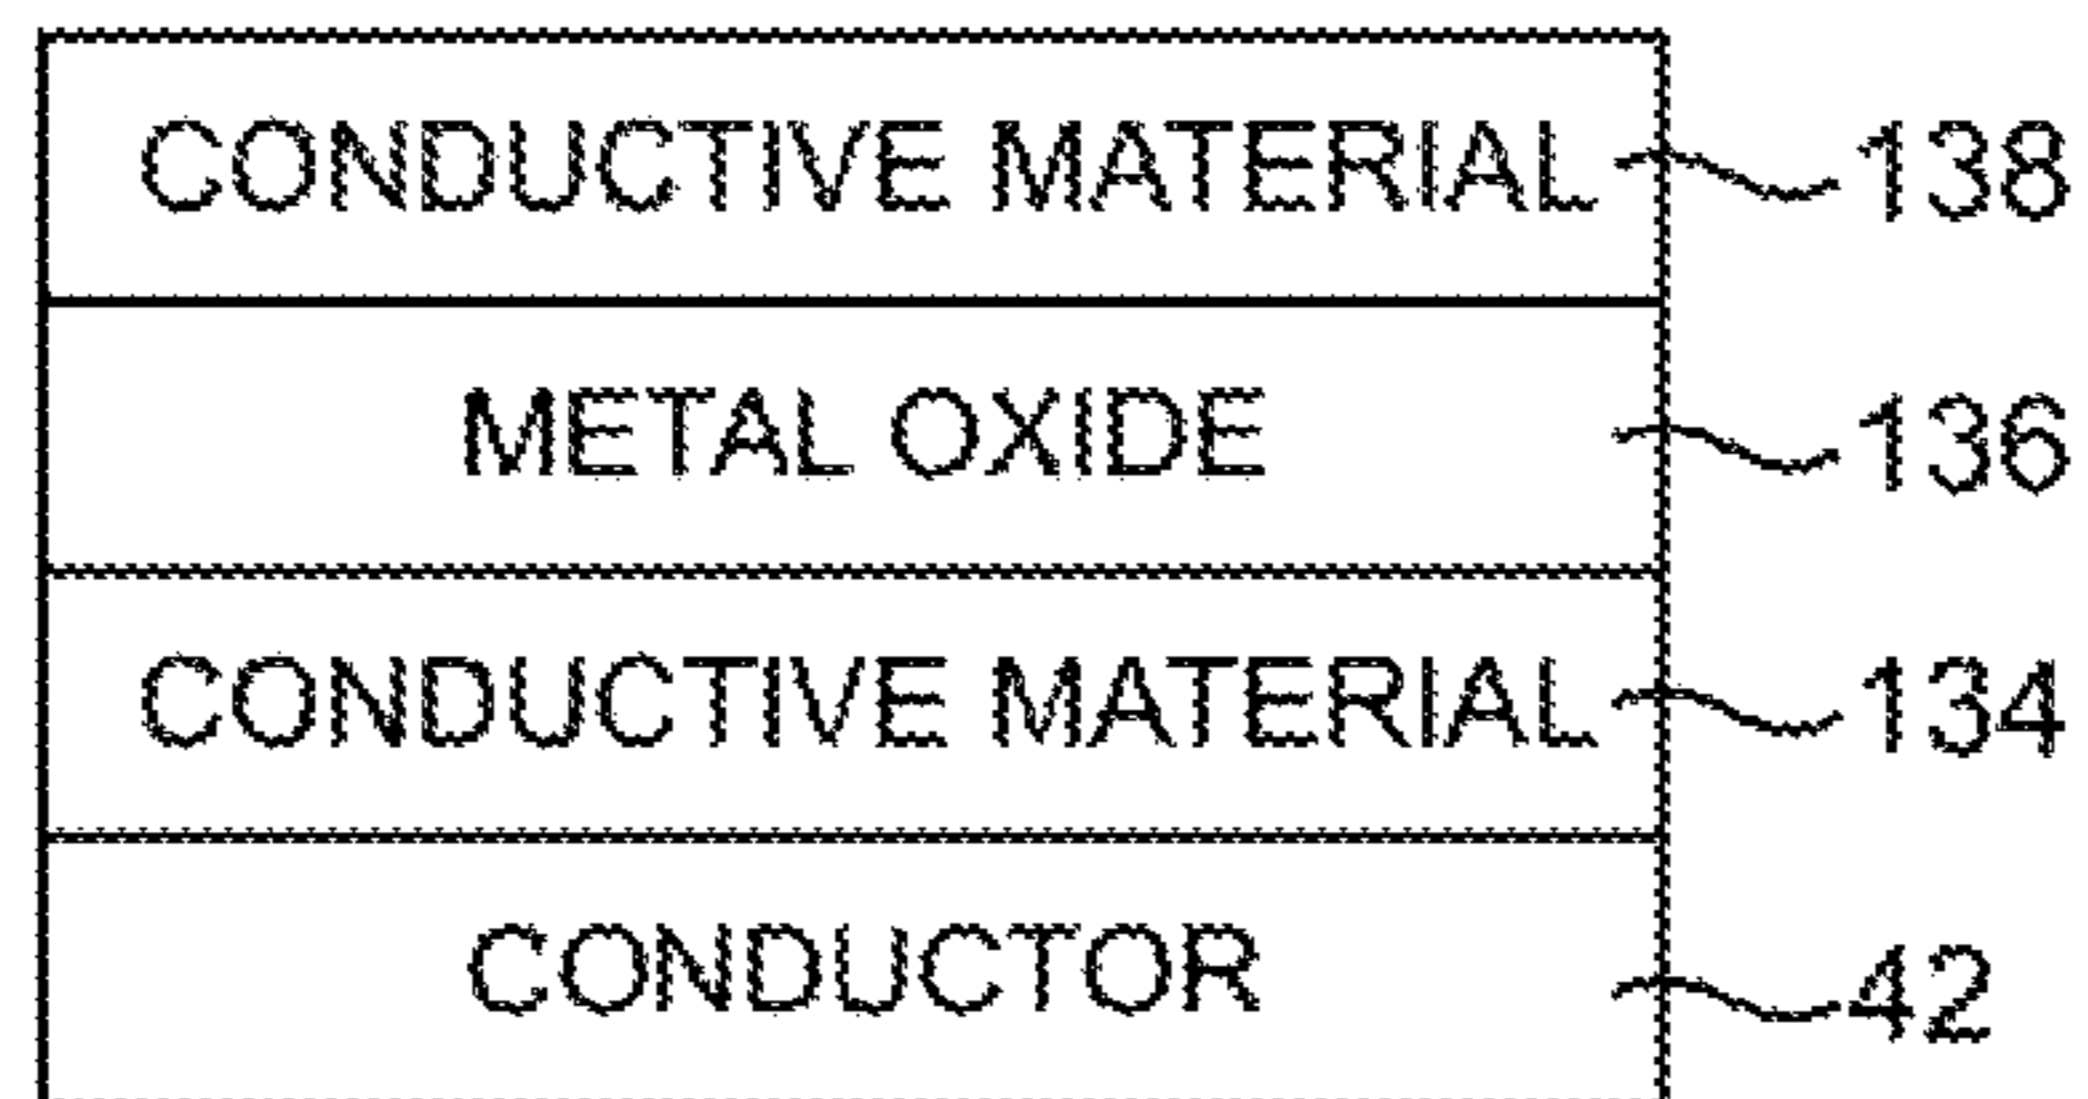 CONDUCTIVE MATERIAL 138
METAL OXIDE 136
CONDUCTIVE MATERIAL 134
CONDUCTOR 42